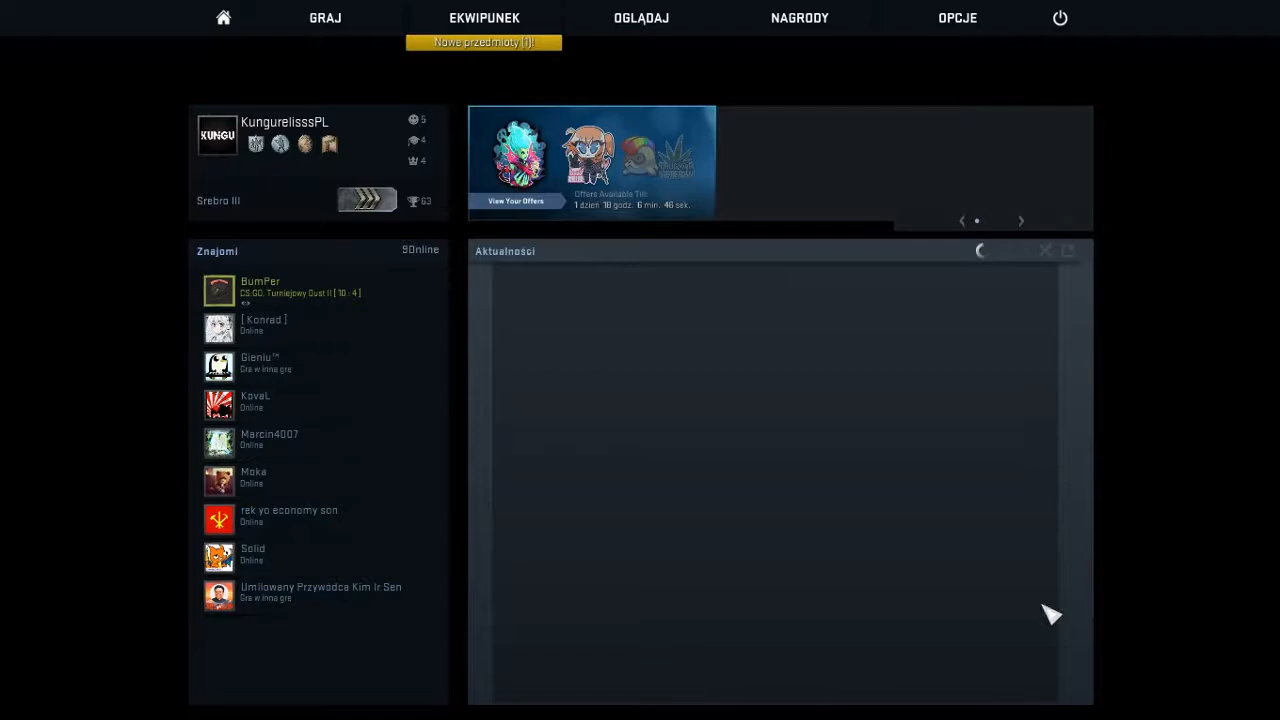 GRAJ
EKWIPUNEK
OGLĄDAJ
NAGRODY
OPCJE
Nowe przedmioty (1)!
KUNGU
KungurelisssPL
5
4
4
Srebro III
63
View Your Offers
Offers Available Till:
1 dzień 18 godz. 6 min. 46 sek.
Znajomi
9Online
Aktualności
BumPer
CS:GO. Turniejowy Dust II [ 10 : 4 ]
[ Konrad ]
Online
Gieniu™
Gra w inną grę
KovaL
Online
Marcin4007
Online
Moka
Online
rek yo economy son
Online
Solid
Online
Umiłowany Przywódca Kim Ir Sen
Gra w inną grę